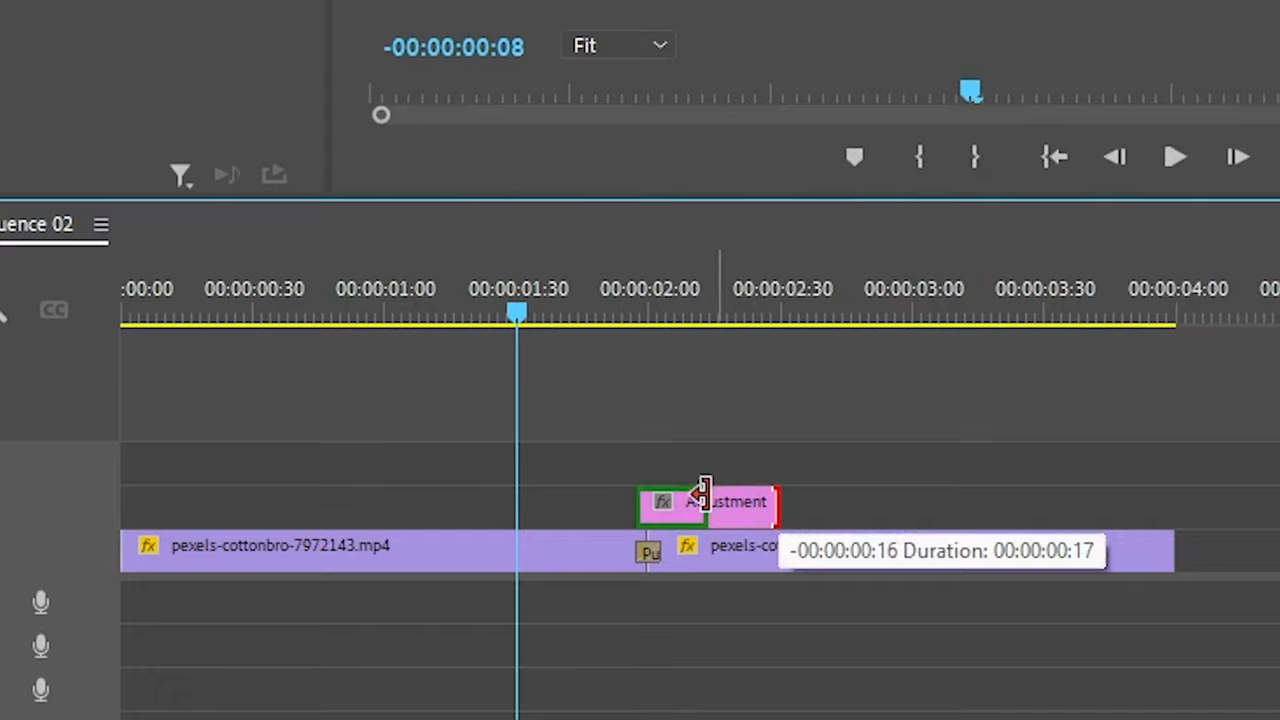 -00:00:00:08 Fit
uence 02
:00:00 00:00:00:30 00:00:01:00 00:00:01:30 00:00:02:00 00:00:02:30 00:00:03:00 00:00:03:30 00:00:04:00 00
CC
fx Adjustment
fx pexels-cottonbro-7972143.mp4 Pu fx pexels-co
-00:00:00:16 Duration: 00:00:00:17